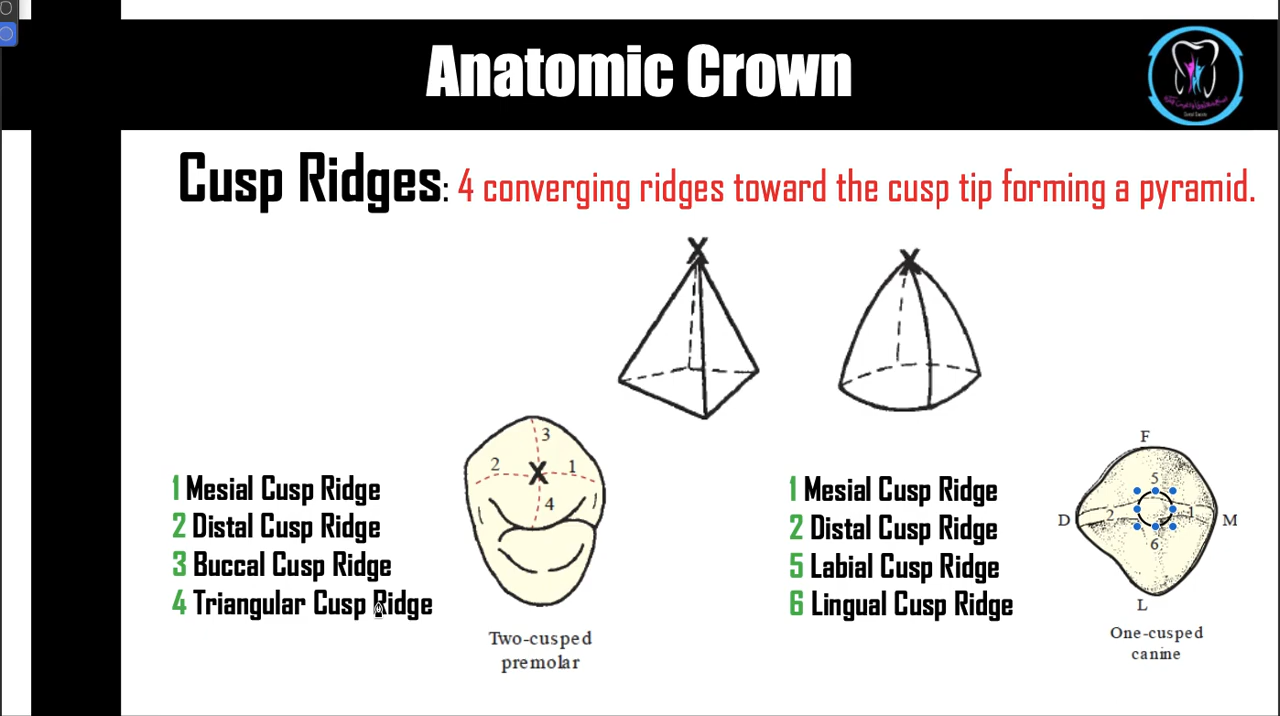 Anatomic Crown
Cusp Ridges: 4 converging ridges toward the cusp tip forming a pyramid.
X
X
3
2
X
1
4
1 Mesial Cusp Ridge
2 Distal Cusp Ridge
3 Buccal Cusp Ridge
4 Triangular Cusp Ridge
Two-cusped
premolar
1 Mesial Cusp Ridge
2 Distal Cusp Ridge
5 Labial Cusp Ridge
6 Lingual Cusp Ridge
F
5
D
2
1
M
6
L
One-cusped
canine